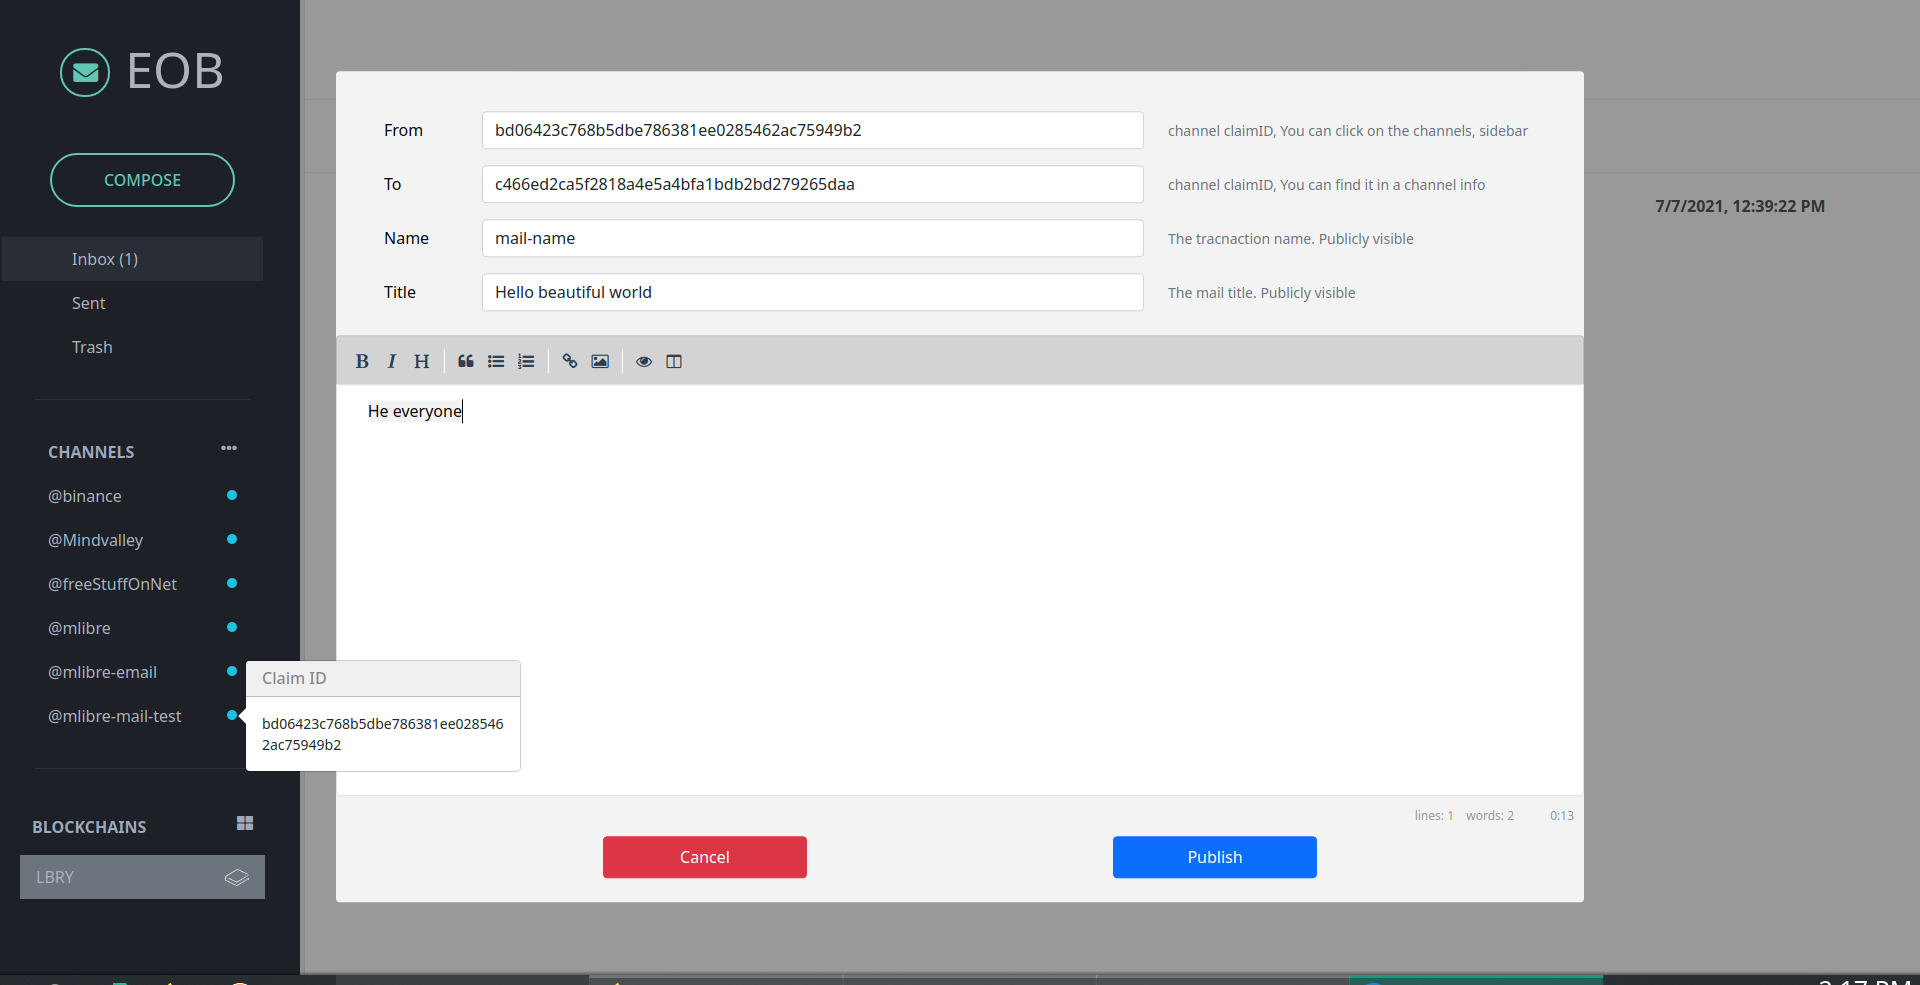 EOB
COMPOSE
Inbox (1)
Sent
Trash
CHANNELS
@binance
@Mindvalley
@freeStuffOnNet
@mlibre
@mlibre-email
@mlibre-mail-test
BLOCKCHAINS
LBRY
From bd06423c768b5dbe786381ee0285462ac75949b2 channel claimID, You can click on the channels, sidebar
To c466ed2ca5f2818a4e5a4bfa1bdb2bd279265daa channel claimID, You can find it in a channel info
Name mail-name The tracnaction name. Publicly visible
Title Hello beautiful world The mail title. Publicly visible
7/7/2021, 12:39:22 PM
B I H
He everyone
Claim ID
bd06423c768b5dbe786381ee028546
2ac75949b2
lines: 1 words: 2 0:13
Cancel Publish